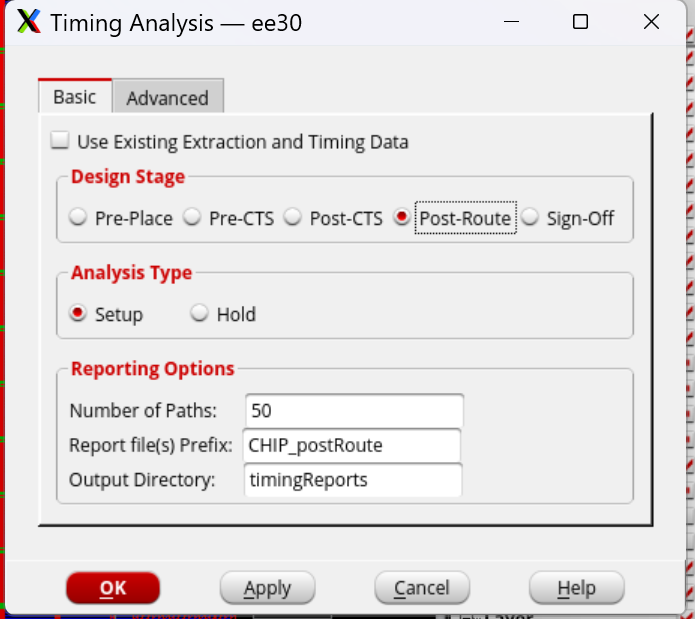 Timing Analysis — ee30
Basic Advanced
Use Existing Extraction and Timing Data
Design Stage
Pre-Place Pre-CTS Post-CTS Post-Route Sign-Off
Analysis Type
Setup Hold
Reporting Options
Number of Paths: 50
Report file(s) Prefix: CHIP_postRoute
Output Directory: timingReports
OK Apply Cancel Help